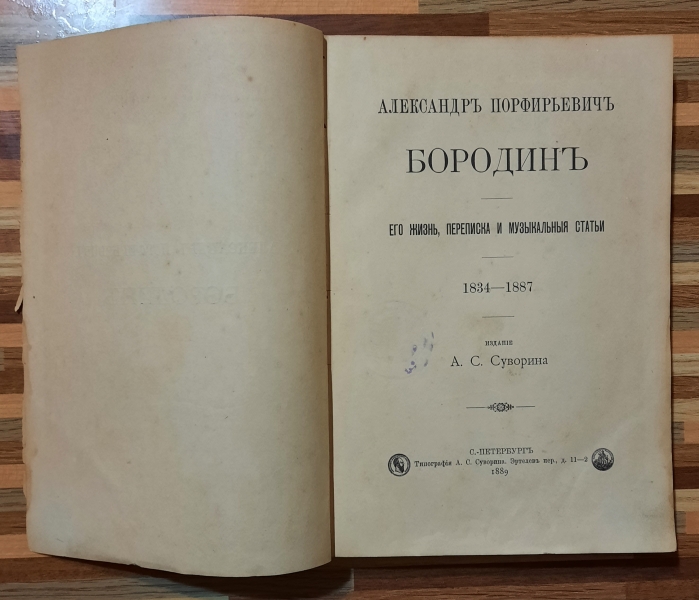 АЛЕКСАНДРЪ ПОРФИРЬЕВИЧЪ
БОРОДИНЪ
ЕГО ЖИЗНЬ, ПЕРЕПИСКА И МУЗЫКАЛЬНЫЯ СТАТЬИ
1834—1887
ИЗДАНІЕ
А. С. Суворина
С.-ПЕТЕРБУРГЪ
Типографія А. С. Суворина. Эртелевъ пер., д. 11—2
1889